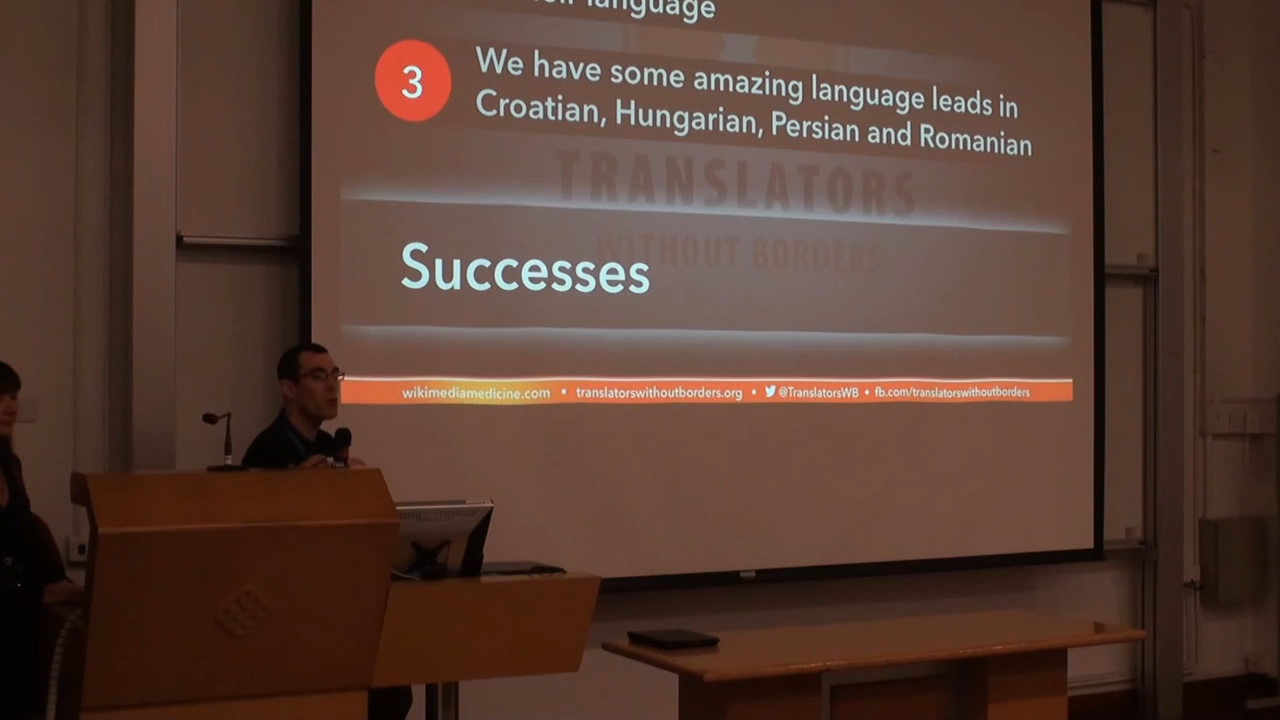 language
3
We have some amazing language leads in
Croatian, Hungarian, Persian and Romanian
TRANSLATORS
WITHOUT BORDERS
Successes
wikimediamedicine.com • translatorswithoutborders.org • @TranslatorsWB • fb.com/translatorswithoutborders